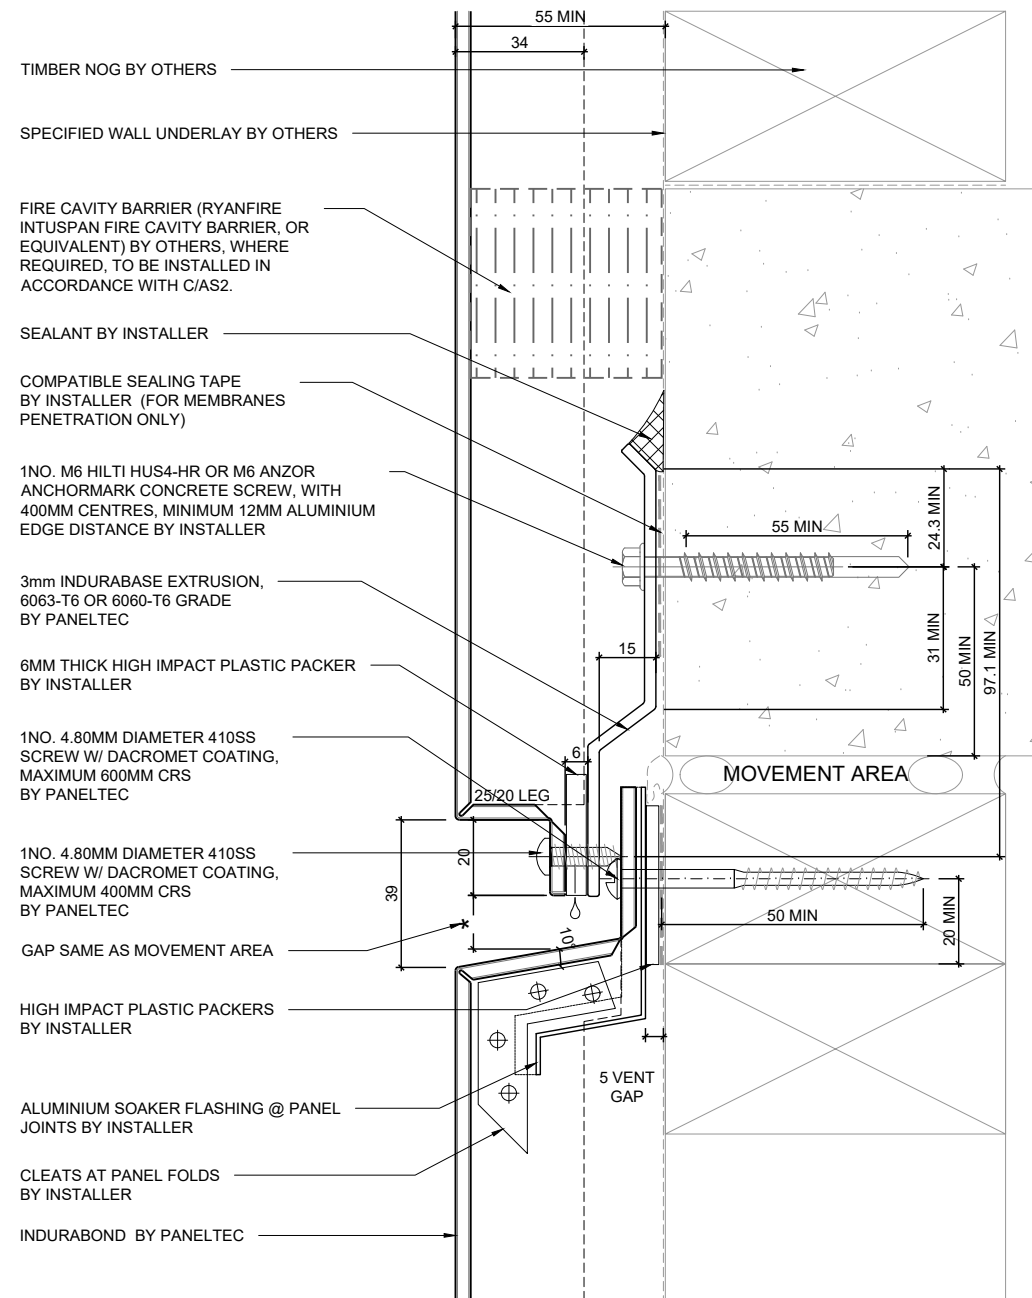 55 MIN
34
TIMBER NOG BY OTHERS
SPECIFIED WALL UNDERLAY BY OTHERS
FIRE CAVITY BARRIER (RYANFIRE
INTUSPAN FIRE CAVITY BARRIER, OR
EQUIVALENT) BY OTHERS, WHERE
REQUIRED, TO BE INSTALLED IN
ACCORDANCE WITH C/AS2.
SEALANT BY INSTALLER
COMPATIBLE SEALING TAPE
BY INSTALLER (FOR MEMBRANES
PENETRATION ONLY)
1NO. M6 HILTI HUS4-HR OR M6 ANZOR
ANCHORMARK CONCRETE SCREW, WITH
400MM CENTRES, MINIMUM 12MM ALUMINIUM
EDGE DISTANCE BY INSTALLER
55 MIN
24.3 MIN
3mm INDURABASE EXTRUSION,
6063-T6 OR 6060-T6 GRADE
BY PANELTEC
31 MIN
50 MIN
97.1 MIN
15
6MM THICK HIGH IMPACT PLASTIC PACKER
BY INSTALLER
6
1NO. 4.80MM DIAMETER 410SS
SCREW W/ DACROMET COATING,
MAXIMUM 600MM CRS
BY PANELTEC
MOVEMENT AREA
25/20 LEG
1NO. 4.80MM DIAMETER 410SS
SCREW W/ DACROMET COATING,
MAXIMUM 400MM CRS
BY PANELTEC
20
39
50 MIN
20 MIN
*
GAP SAME AS MOVEMENT AREA
10°
HIGH IMPACT PLASTIC PACKERS
BY INSTALLER
5 VENT
GAP
ALUMINIUM SOAKER FLASHING @ PANEL
JOINTS BY INSTALLER
CLEATS AT PANEL FOLDS
BY INSTALLER
INDURABOND BY PANELTEC